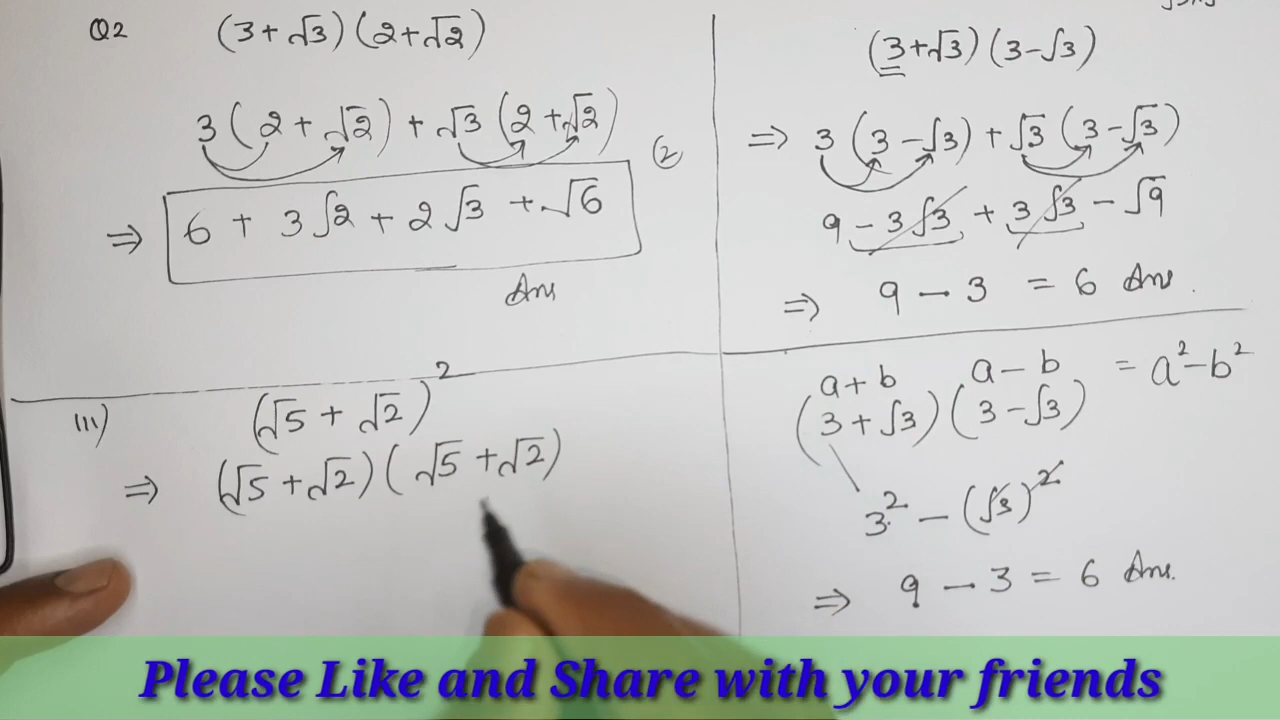 Q2 (3+√3)(2+√2)
3(2+√2)+√3(2+√2)
⇒ 6+3√2+2√3+√6
Ans
(2)
(3+√3)(3-√3)
⇒ 3(3-√3)+√3(3-√3)
9-3√3+3√3-√9
⇒ 9-3=6 Ans.
III) (√5+√2)²
⇒ (√5+√2)(√5+√2)
a+b a-b = a²-b²
(3+√3)(3-√3)
3²-(√3)²
⇒ 9-3=6 Ans.
Please Like and Share with your friends